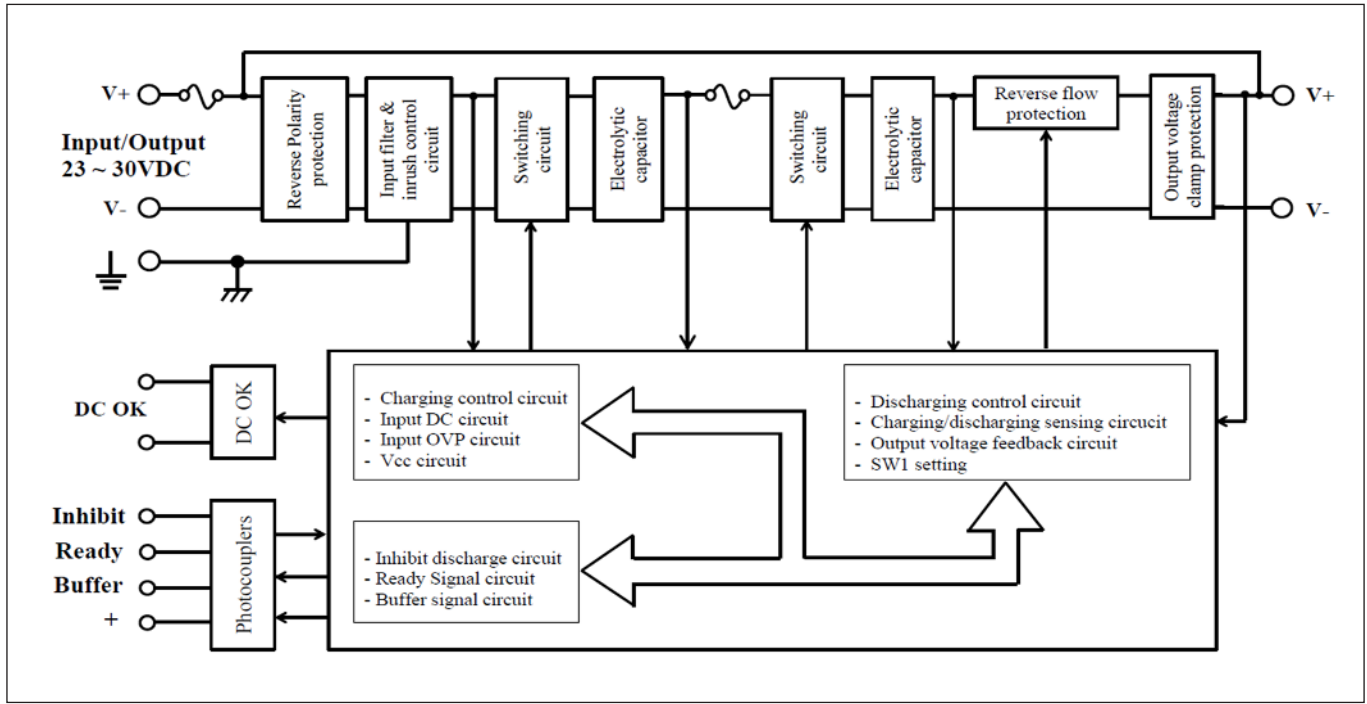 V+
Input/Output
23 ~ 30VDC
V-
Reverse Polarity
protection
Input filter &
inrush control
circuit
Switching
circuit
Electrolytic
capacitor
Switching
circuit
Electrolytic
capacitor
Reverse flow
protection
Output voltage
clamp protection
V+
V-
DC OK
DC OK
Inhibit
Ready
Buffer
+
Photocouplers
- Charging control circuit
- Input DC circuit
- Input OVP circuit
- Vcc circuit
- Inhibit discharge circuit
- Ready Signal circuit
- Buffer signal circuit
- Discharging control circuit
- Charging/discharging sensing circucit
- Output voltage feedback circuit
- SW1 setting